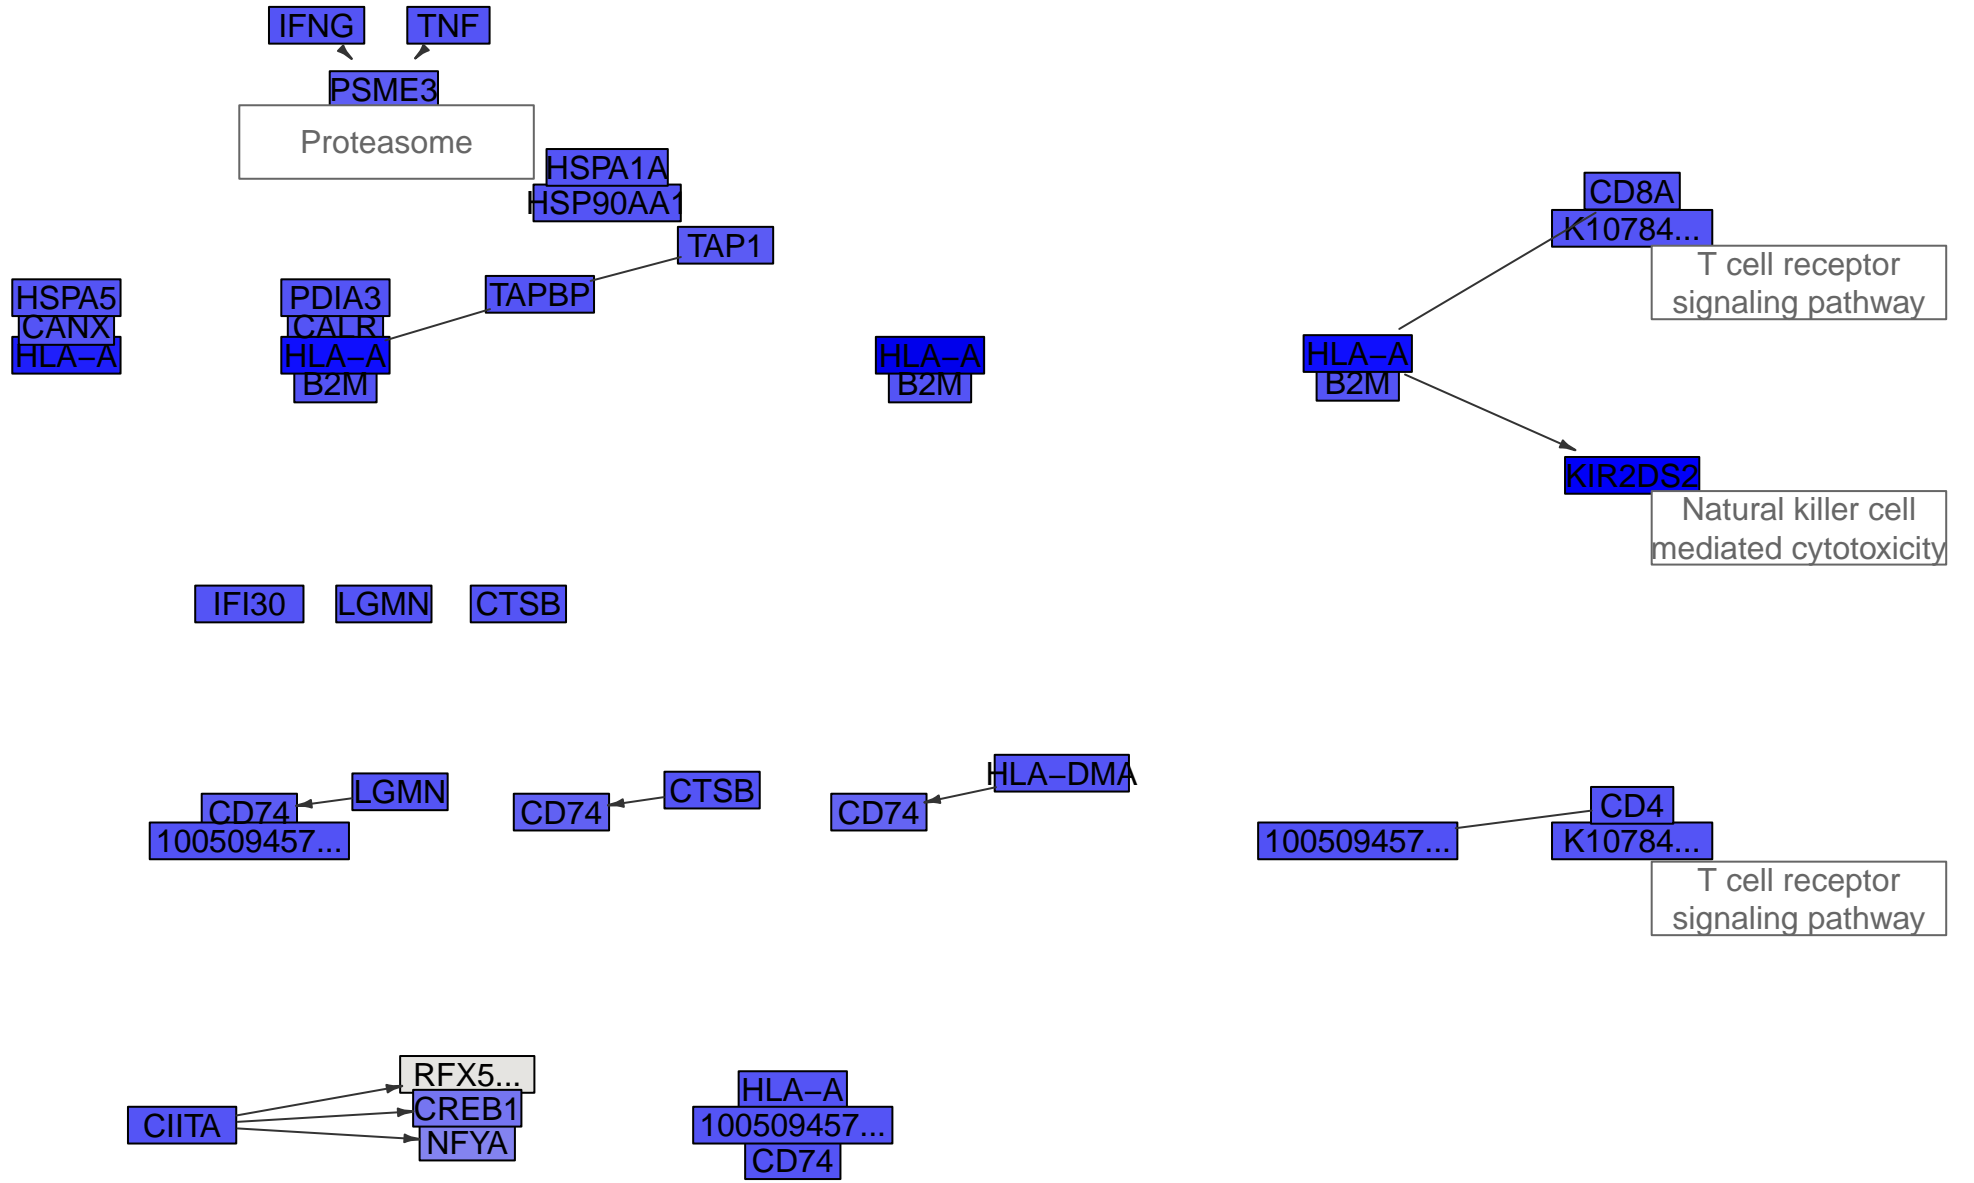 IFNG
TNF
PSME3
Proteasome
HSPA1A
HSP90AA1
TAP1
TAPBP
HSPA5
CANX
HLA−A
PDIA3
CALR
HLA−A
B2M
HLA−A
B2M
CD8A
K10784...
T cell receptor
signaling pathway
HLA−A
B2M
KIR2DS2
Natural killer cell
mediated cytotoxicity
IFI30
LGMN
CTSB
LGMN
CD74
100509457...
CTSB
CD74
HLA−DMA
CD74
CD4
100509457...
K10784...
T cell receptor
signaling pathway
RFX5...
CREB1
NFYA
CIITA
HLA−A
100509457...
CD74